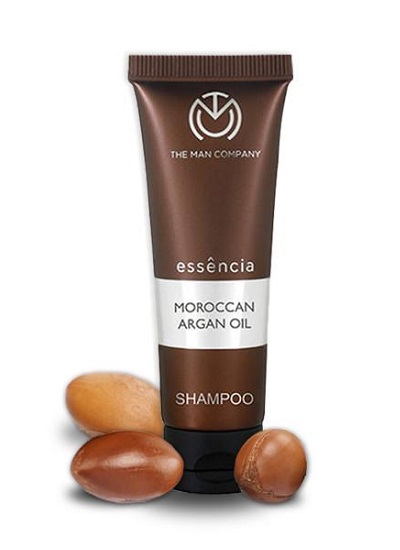 THE MAN COMPANY
essência
MOROCCAN
ARGAN OIL
SHAMPOO